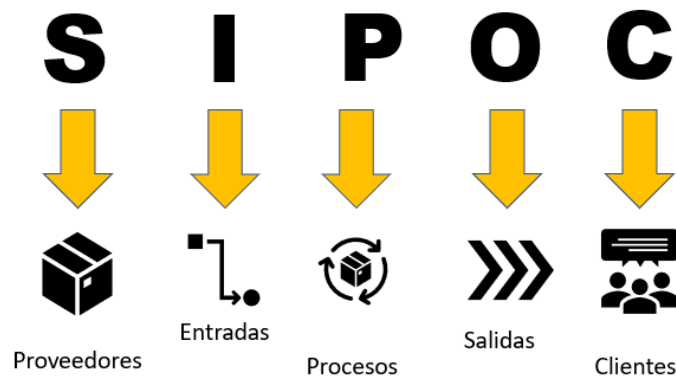 S I P O C
Proveedores
Entradas
Procesos
Salidas
Clientes